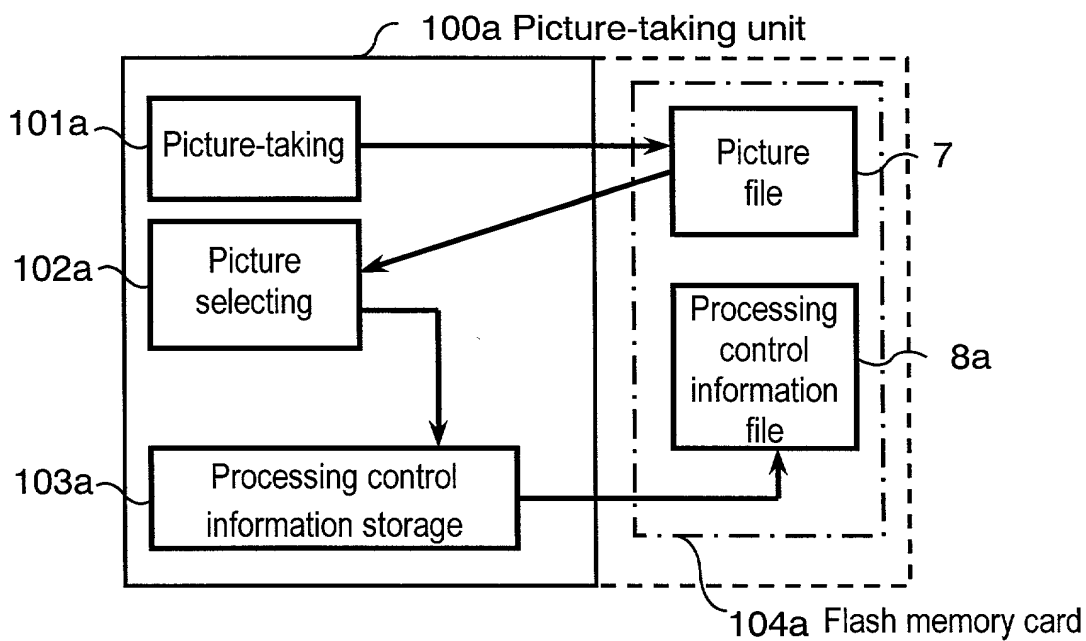 100a Picture-taking unit
101a
Picture-taking
Picture
file
7
102a
Picture
selecting
Processing
control
information
file
8a
103a
Processing control
information storage
104a Flash memory card